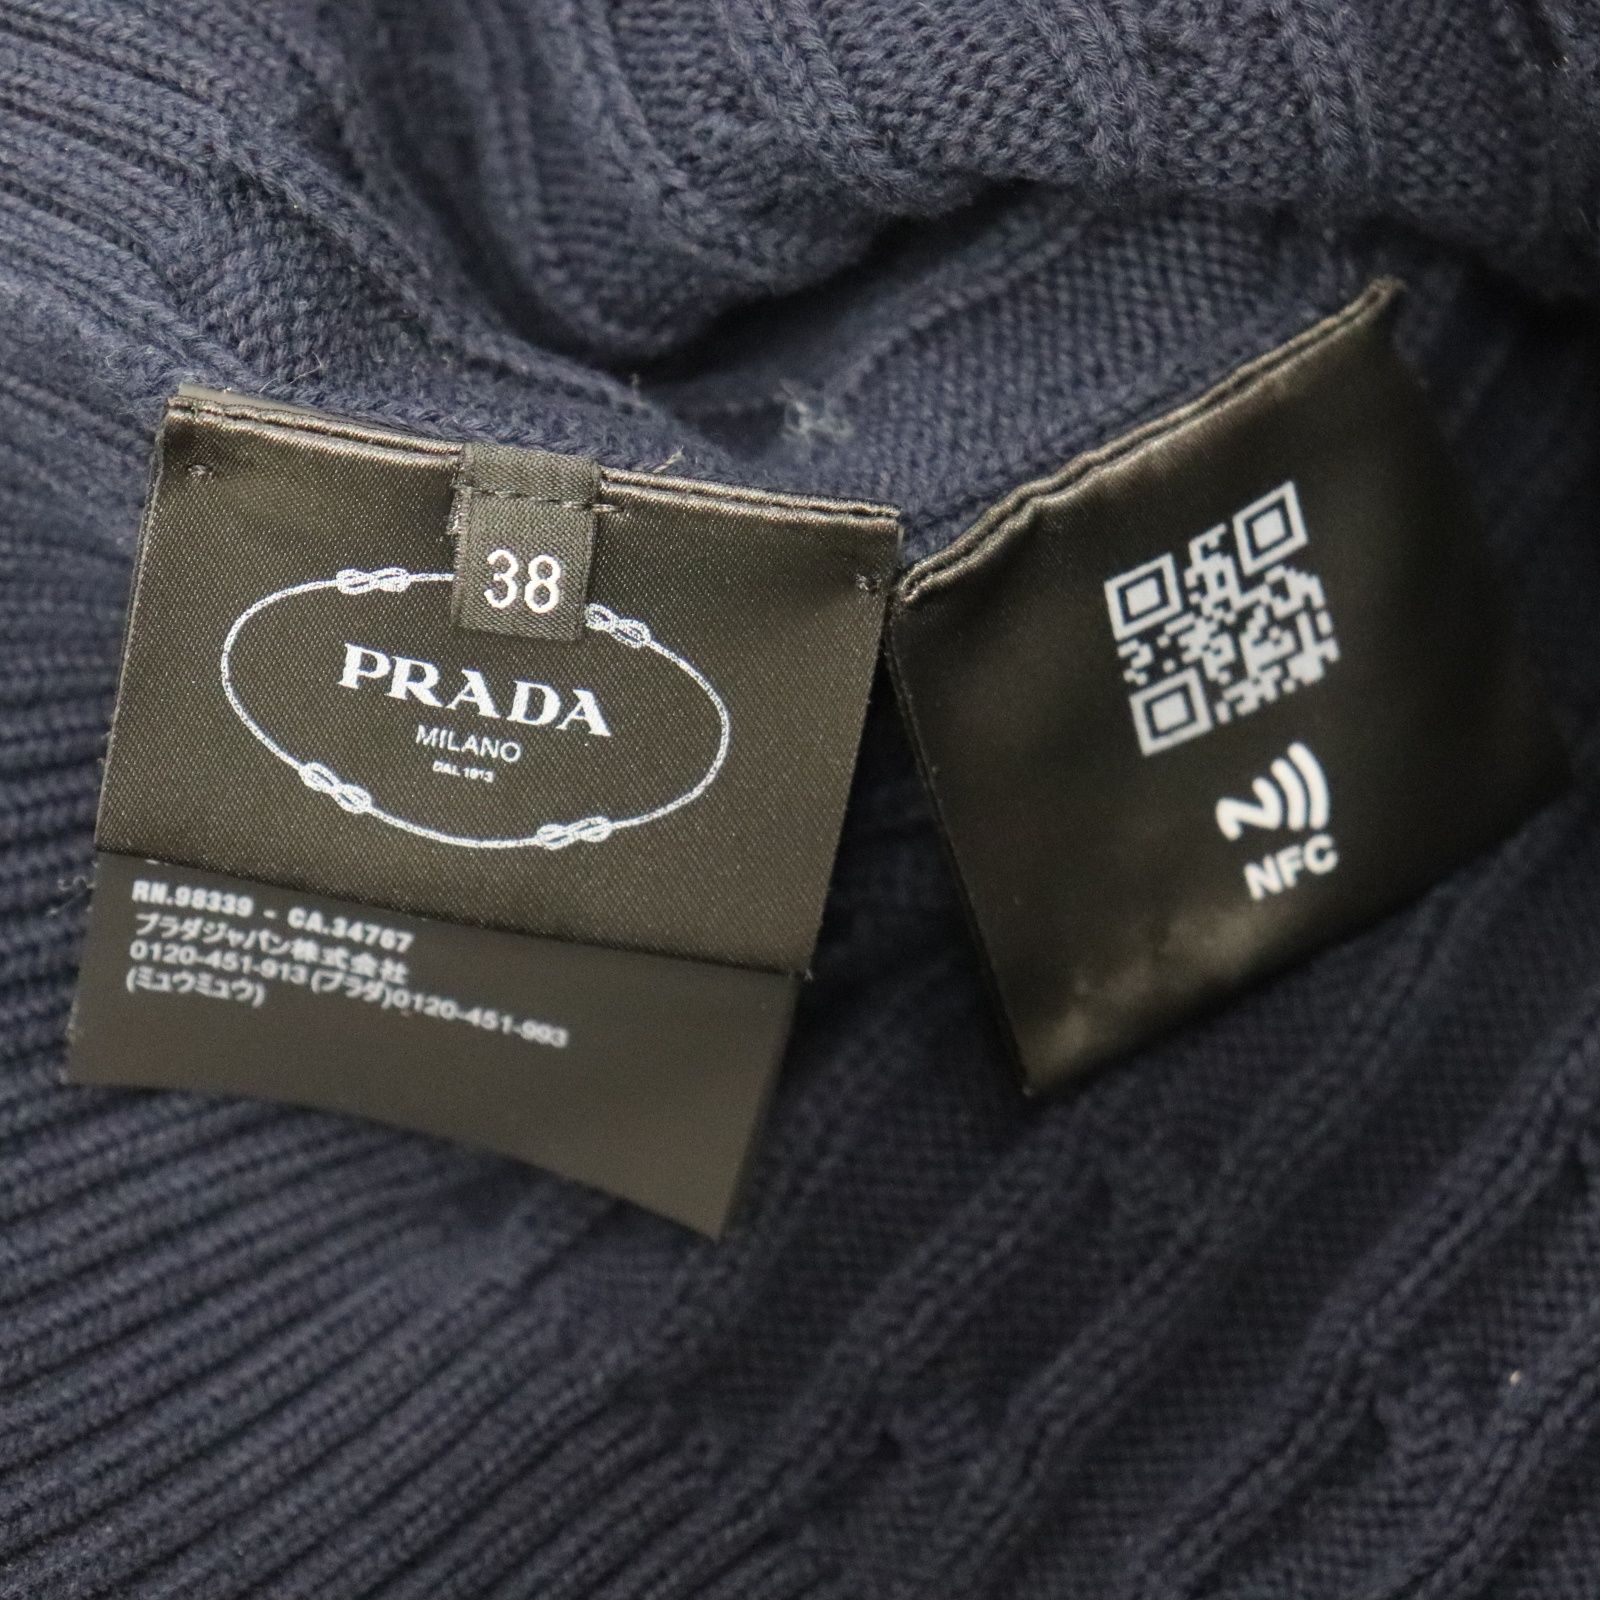 38
PRADA
MILANO
DAL 1913
RN.98339 - CA.34767
プラダジャパン株式会社
0120-451-913 (プラダ)0120-451-993
(ミュウミュウ)
NFC